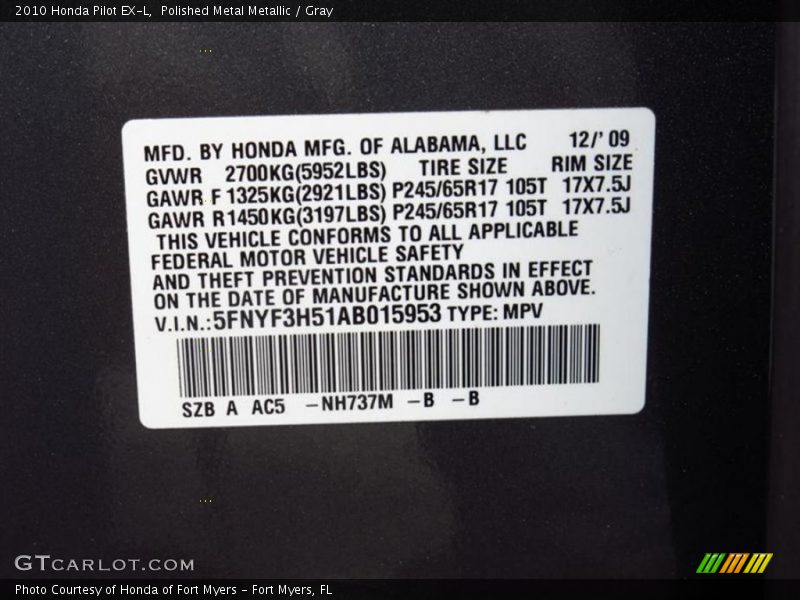 2010 Honda Pilot EX-L, Polished Metal Metallic / Gray
MFD. BY HONDA MFG. OF ALABAMA, LLC 12/'09
GVWR 2700KG(5952LBS) TIRE SIZE RIM SIZE
GAWR F 1325KG(2921LBS) P245/65R17 105T 17X7.5J
GAWR R1450KG(3197LBS) P245/65R17 105T 17X7.5J
THIS VEHICLE CONFORMS TO ALL APPLICABLE
FEDERAL MOTOR VEHICLE SAFETY
AND THEFT PREVENTION STANDARDS IN EFFECT
ON THE DATE OF MANUFACTURE SHOWN ABOVE.
V.I.N.:5FNYF3H51AB015953 TYPE: MPV
SZB A AC5 -NH737M -B -B
GTCARLOT.COM
Photo Courtesy of Honda of Fort Myers - Fort Myers, FL